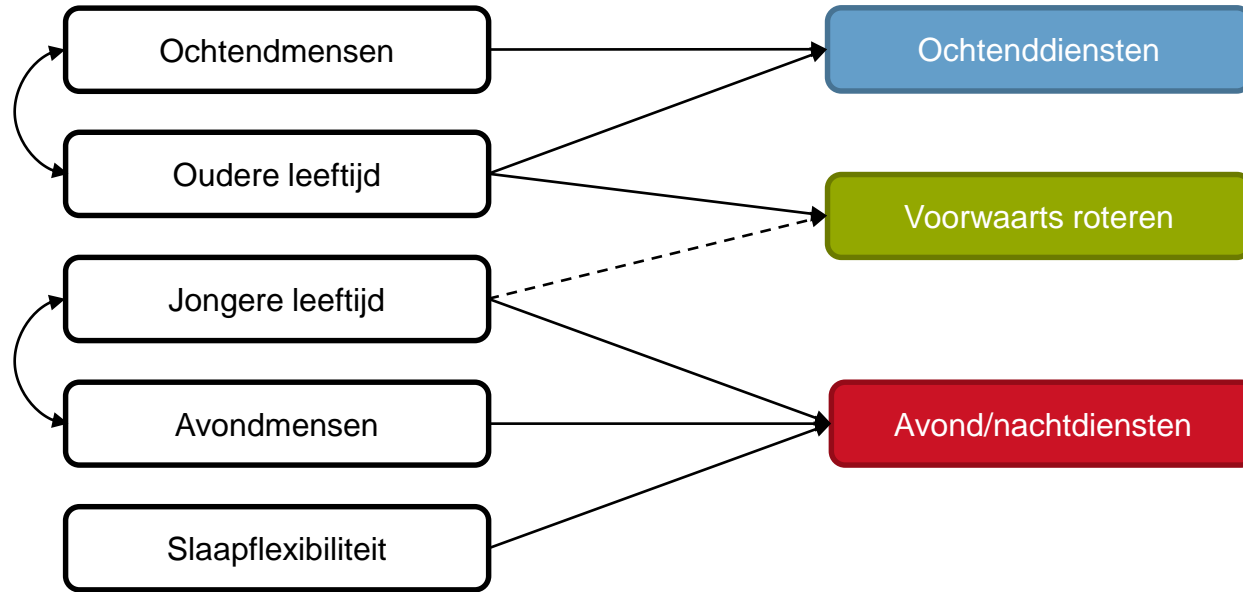 Ochtendmensen
Ochtenddiensten
Oudere leeftijd
Voorwaarts roteren
Jongere leeftijd
Avondmensen
Avond/nachtdiensten
Slaapflexibiliteit